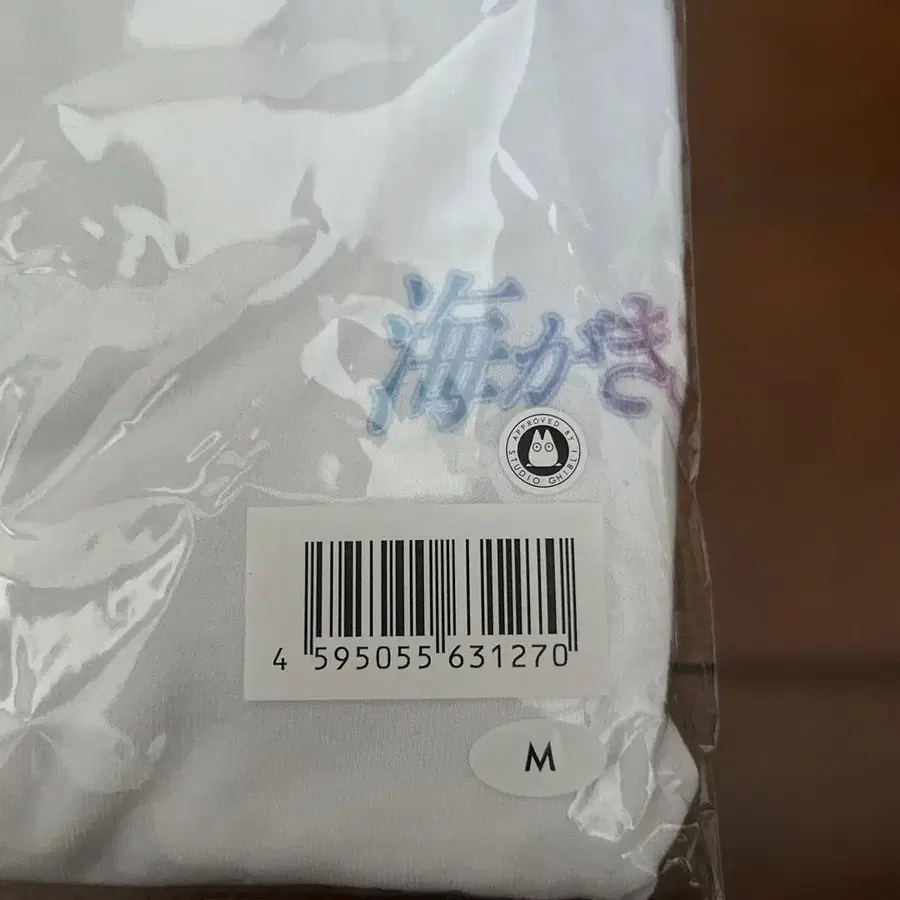 海がき
APPROVED BY
STUDIO GHIBLI
4 595055 631270
M